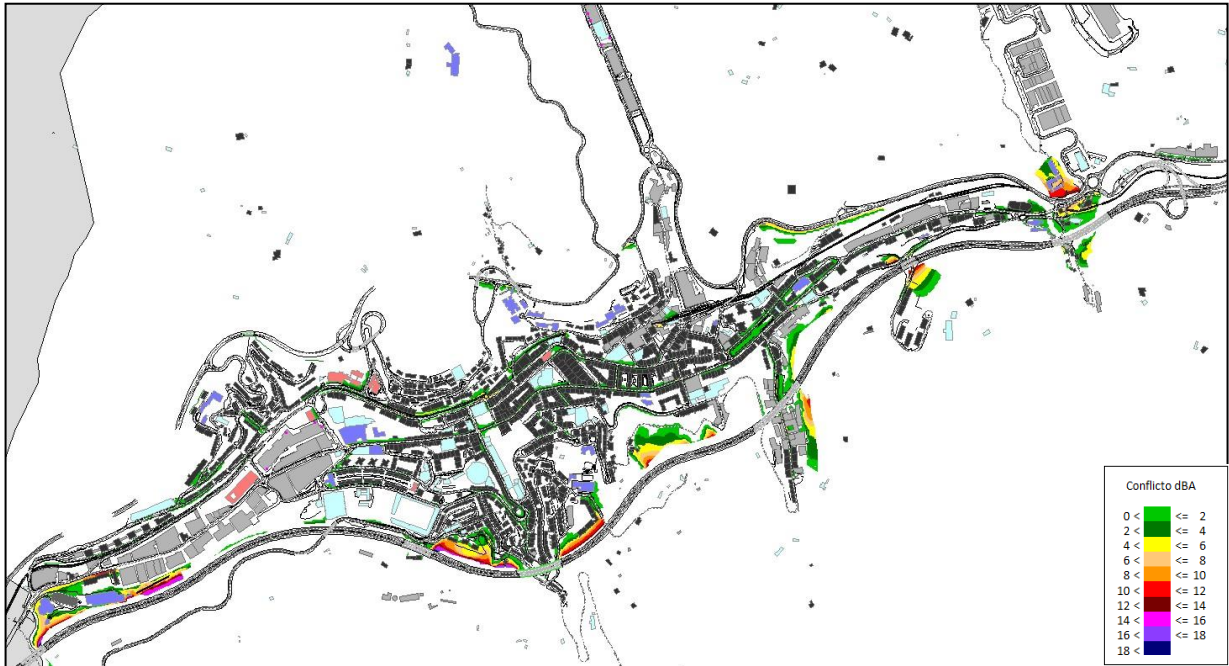 Conflicto dBA
0 < <= 2
2 < <= 4
4 < <= 6
6 < <= 8
8 < <= 10
10 < <= 12
12 < <= 14
14 < <= 16
16 < <= 18
18 <